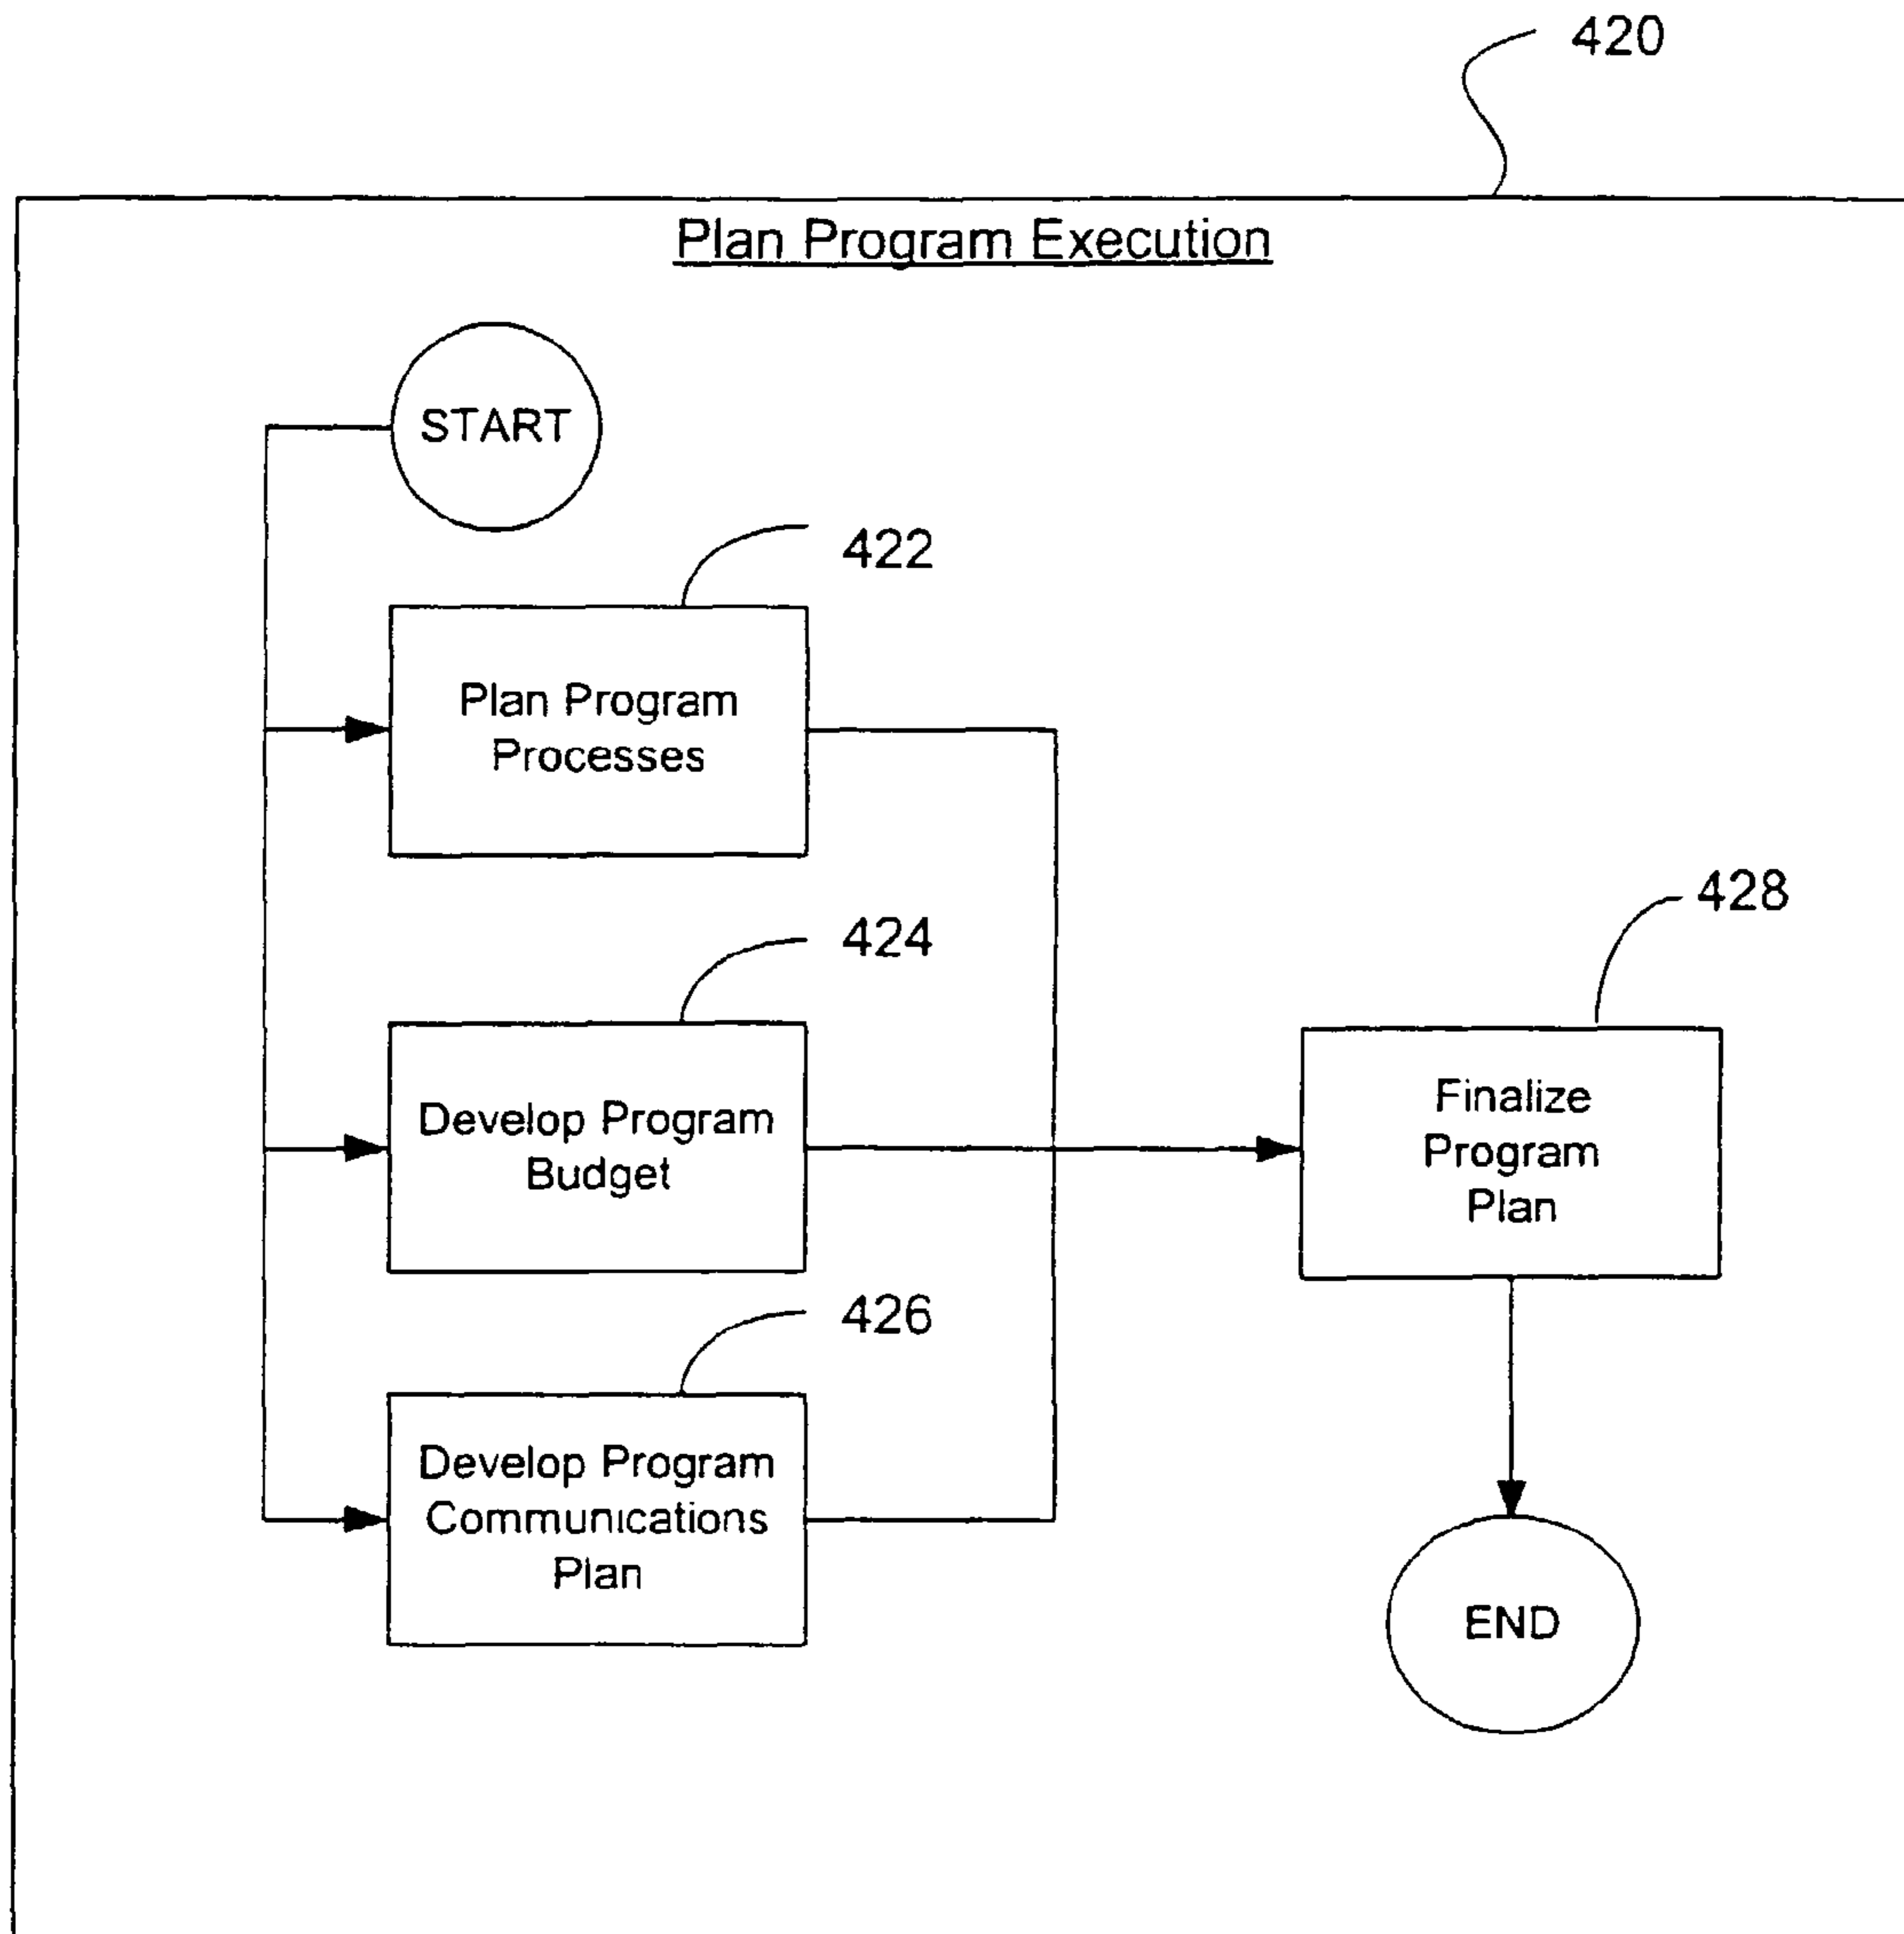 420
Plan Program Execution
START
422
Plan Program
Processes
424
Develop Program
Budget
426
Develop Program
Communications
Plan
428
Finalize
Program
Plan
END